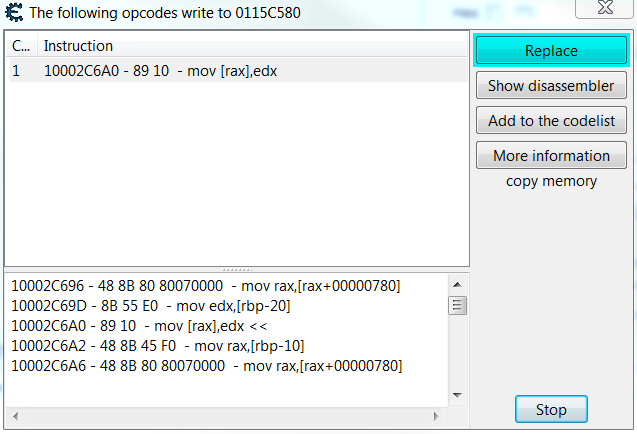 The following opcodes write to 0115C580
C... Instruction
1 10002C6A0 - 89 10 - mov [rax],edx
Replace
Show disassembler
Add to the codelist
More information
copy memory
10002C696 - 48 8B 80 80070000 - mov rax,[rax+00000780]
10002C69D - 8B 55 E0 - mov edx,[rbp-20]
10002C6A0 - 89 10 - mov [rax],edx <<
10002C6A2 - 48 8B 45 F0 - mov rax,[rbp-10]
10002C6A6 - 48 8B 80 80070000 - mov rax,[rax+00000780]
Stop